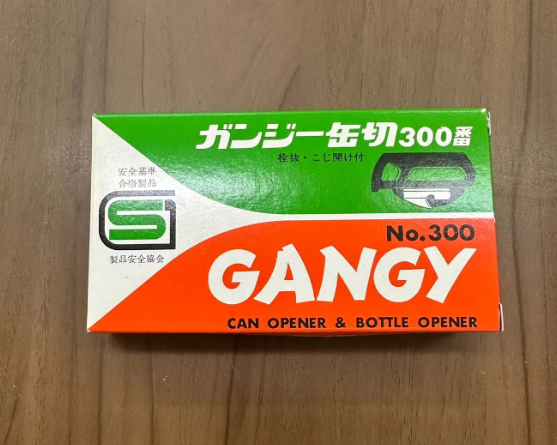 ガンジー缶切300番
栓抜・こじ開け付
安全基準
合格製品
S
製品安全協会
No.300
GANGY
CAN OPENER & BOTTLE OPENER